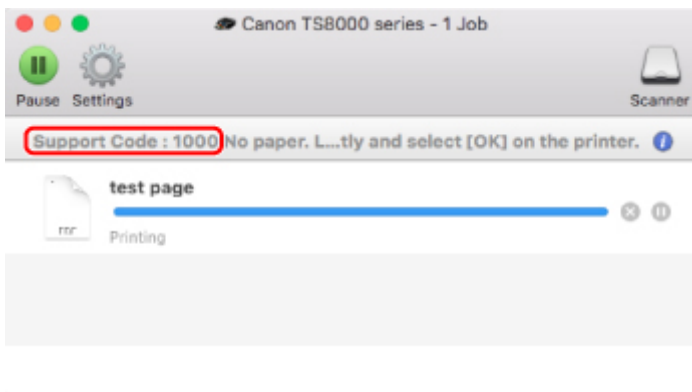 Canon TS8000 series - 1 Job
Pause Settings Scanner
Support Code : 1000 No paper. L...tly and select [OK] on the printer.
test page
Printing